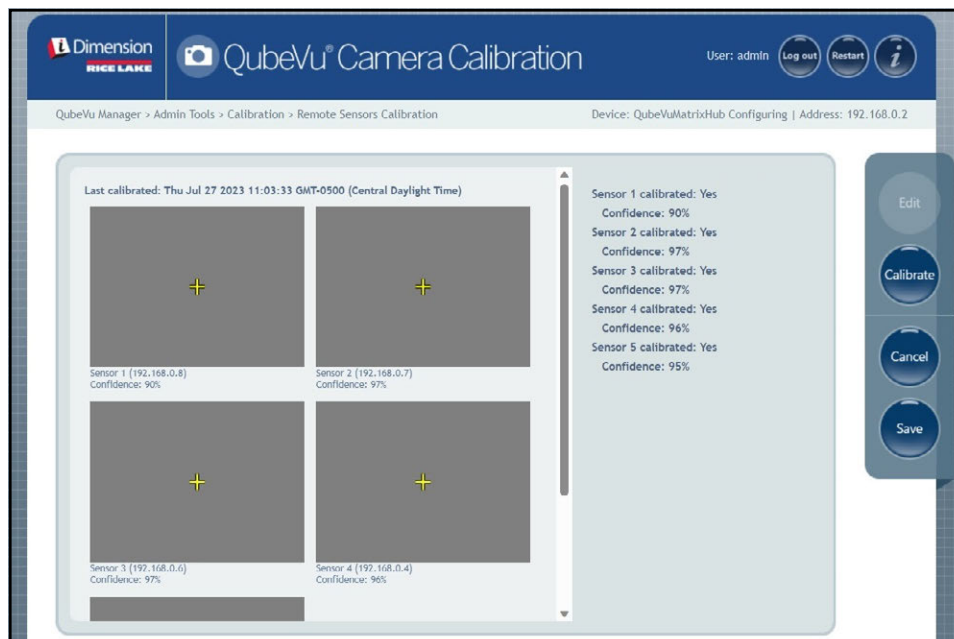 i Dimension
RICE LAKE
QubeVu® Camera Calibration
User: admin
Log out
Restart
i
QubeVu Manager > Admin Tools > Calibration > Remote Sensors Calibration
Device: QubeVuMatrixHub Configuring | Address: 192.168.0.2
Last calibrated: Thu Jul 27 2023 11:03:33 GMT-0500 (Central Daylight Time)
Sensor 1 (192.168.0.8)
Confidence: 90%
Sensor 2 (192.168.0.7)
Confidence: 97%
Sensor 3 (192.168.0.6)
Confidence: 97%
Sensor 4 (192.168.0.4)
Confidence: 96%
Sensor 1 calibrated: Yes
Confidence: 90%
Sensor 2 calibrated: Yes
Confidence: 97%
Sensor 3 calibrated: Yes
Confidence: 97%
Sensor 4 calibrated: Yes
Confidence: 96%
Sensor 5 calibrated: Yes
Confidence: 95%
Edit
Calibrate
Cancel
Save